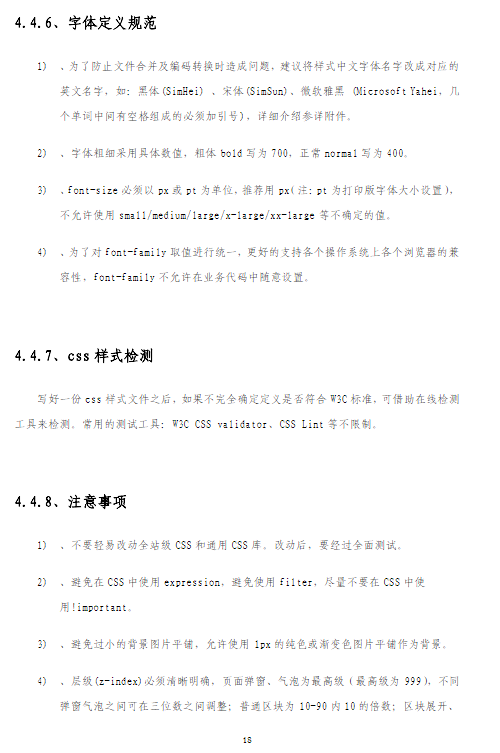 4.4.6、字体定义规范
1) 、为了防止文件合并及编码转换时造成问题，建议将样式中文字体名字改成对应的
英文名字，如: 黑体(SimHei) 、宋体(SimSun)、微软雅黑 (Microsoft Yahei, 几
个单词中间有空格组成的必须加引号)，详细介绍参详附件。
2) 、字体粗细采用具体数值，粗体 bold 写为 700，正常 normal 写为 400。
3) 、font-size 必须以 px 或 pt 为单位，推荐用 px(注: pt 为打印版字体大小设置)，
不允许使用 small/medium/large/x-large/xx-large 等不确定的值。
4) 、为了对 font-family 取值进行统一，更好的支持各个操作系统上各个浏览器的兼
容性，font-family 不允许在业务代码中随意设置。
4.4.7、css 样式检测
写好一份 css 样式文件之后，如果不完全确定定义是否符合 W3C 标准，可借助在线检测
工具来检测。常用的测试工具: W3C CSS validator、CSS Lint 等不限制。
4.4.8、注意事项
1) 、不要轻易改动全站级 CSS 和通用 CSS 库。改动后，要经过全面测试。
2) 、避免在 CSS 中使用 expression，避免使用 filter，尽量不要在 CSS 中使
用!important。
3) 、避免过小的背景图片平铺，允许使用 1px 的纯色或渐变色图片平铺作为背景。
4) 、层级(z-index)必须清晰明确，页面弹窗、气泡为最高级（最高级为 999），不同
弹窗气泡之间可在三位数之间调整；普通区块为 10-90 内 10 的倍数；区块展开、
18